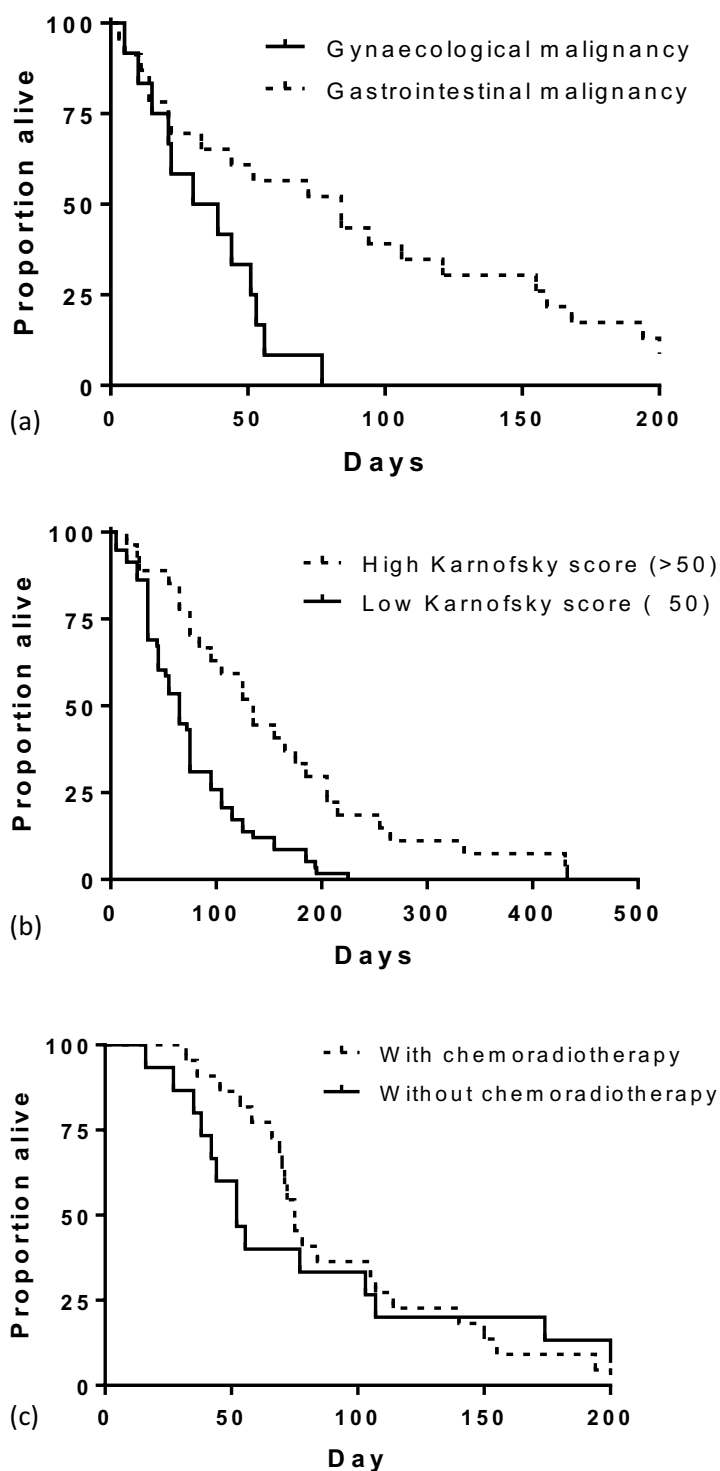 Gynaecological malignancy
Gastrointestinal malignancy
Proportion alive
100
75
50
25
0
0 50 100 150 200
Days
(a)
High Karnofsky score (>50)
Low Karnofsky score ( 50)
Proportion alive
100
75
50
25
0
0 100 200 300 400 500
Days
(b)
With chemoradiotherapy
Without chemoradiotherapy
Proportion alive
100
75
50
25
0
0 50 100 150 200
Day
(c)